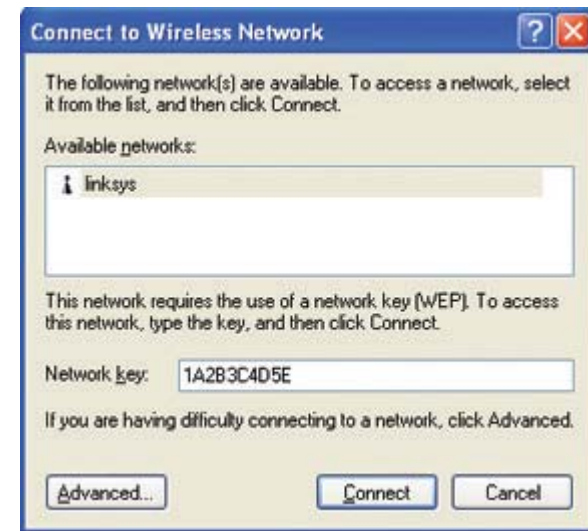 Connect to Wireless Network
The following network(s) are available. To access a network, select
it from the list, and then click Connect.
Available networks:
linksys
This network requires the use of a network key (WEP). To access
this network, type the key, and then click Connect.
Network key: 1A2B3C4D5E
If you are having difficulty connecting to a network, click Advanced.
Advanced... Connect Cancel